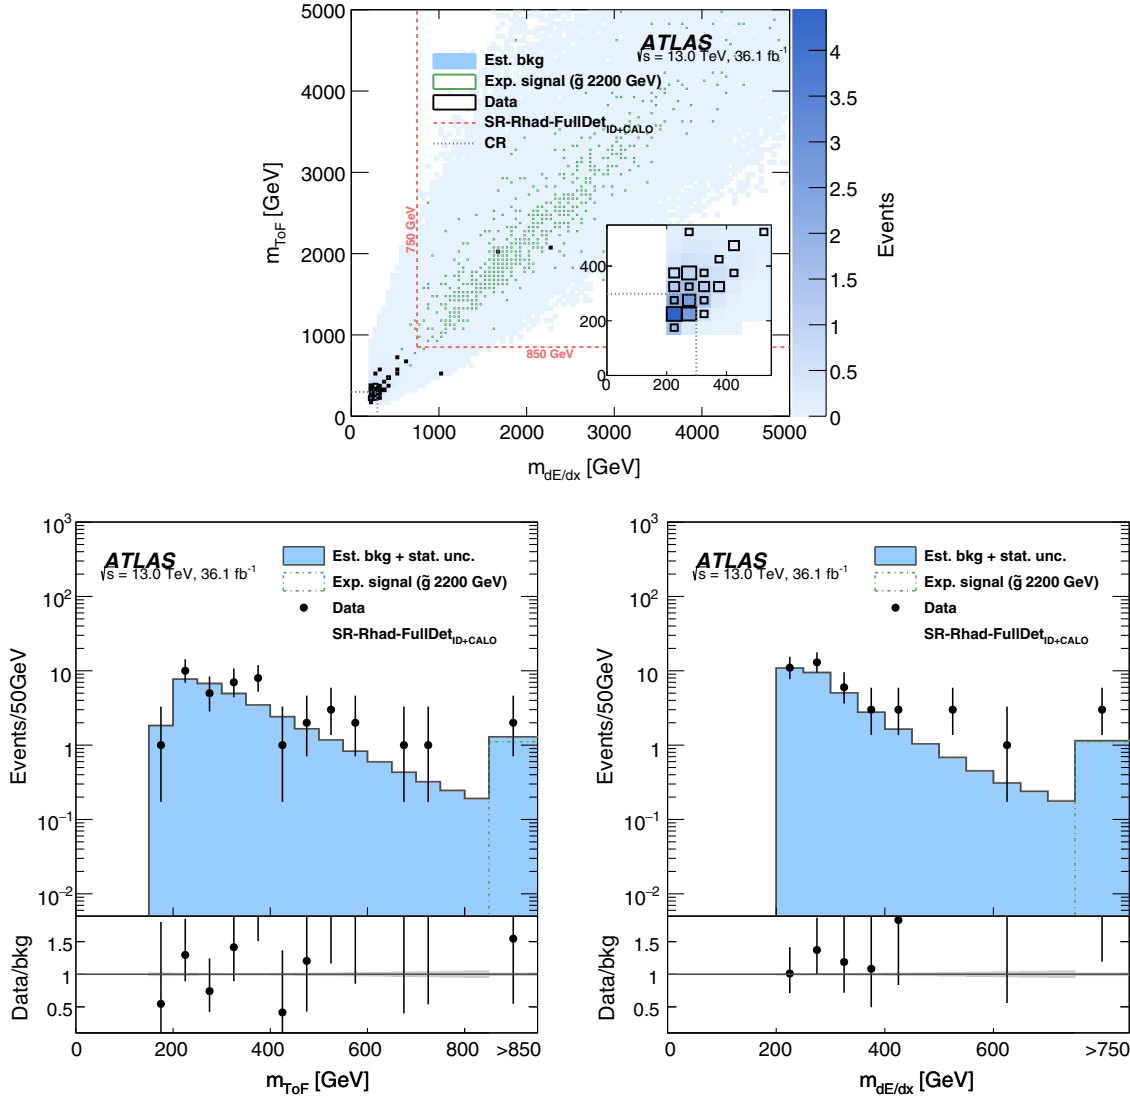 5000
4000
3000
2000
1000
0
m_ToF [GeV]
ATLAS
√s = 13.0 TeV, 36.1 fb⁻¹
Est. bkg
Exp. signal (g̃ 2200 GeV)
Data
SR-Rhad-FullDet_ID+CALO
CR
750 GeV
850 GeV
400
200
0
0 200 400
0 1000 2000 3000 4000 5000
m_dE/dx [GeV]
4
3.5
3
2.5
2
1.5
1
0.5
0
Events
10³
10²
10
1
10⁻¹
10⁻²
Events/50GeV
ATLAS
√s = 13.0 TeV, 36.1 fb⁻¹
Est. bkg + stat. unc.
Exp. signal (g̃ 2200 GeV)
Data
SR-Rhad-FullDet_ID+CALO
1.5
1
0.5
Data/bkg
0 200 400 600 800 >850
m_ToF [GeV]
10³
10²
10
1
10⁻¹
10⁻²
Events/50GeV
ATLAS
√s = 13.0 TeV, 36.1 fb⁻¹
Est. bkg + stat. unc.
Exp. signal (g̃ 2200 GeV)
Data
SR-Rhad-FullDet_ID+CALO
1.5
1
0.5
Data/bkg
0 200 400 600 >750
m_dE/dx [GeV]